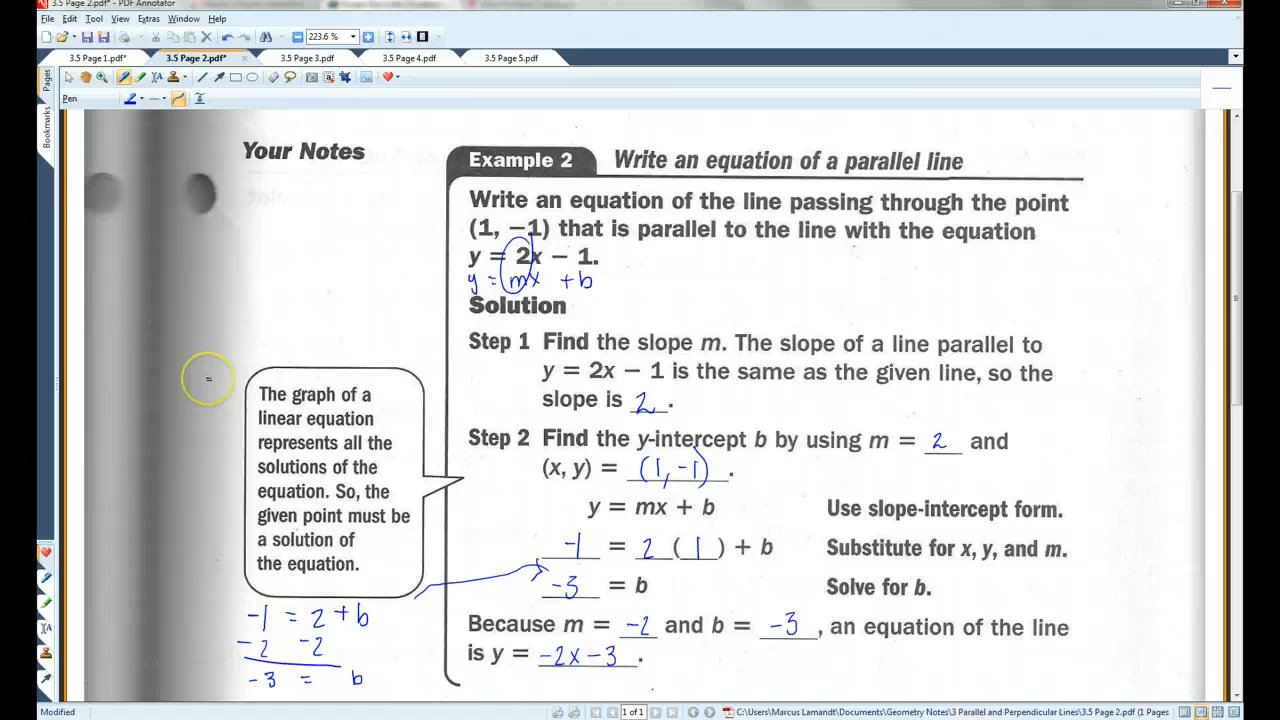 3.5 Page 2.pdf* - PDF Annotator
File Edit Tool View Extras Window Help
223.6 %
3.5 Page 1.pdf* 3.5 Page 2.pdf* × 3.5 Page 3.pdf 3.5 Page 4.pdf 3.5 Page 5.pdf
Pen
Pages
Bookmarks
Your Notes
Example 2 Write an equation of a parallel line
Write an equation of the line passing through the point
(1, −1) that is parallel to the line with the equation
y = 2x − 1.
y = mx + b
Solution
Step 1 Find the slope m. The slope of a line parallel to
y = 2x − 1 is the same as the given line, so the
slope is 2.
The graph of a
linear equation
represents all the
solutions of the
equation. So, the
given point must be
a solution of
the equation.
Step 2 Find the y-intercept b by using m = 2 and
(x, y) = (1, -1).
y = mx + b Use slope-intercept form.
-1 = 2 (1) + b Substitute for x, y, and m.
-3 = b Solve for b.
-1 = 2 + b
-2 -2
-3 = b
Because m = -2 and b = -3, an equation of the line
is y = -2x -3.
Modified 1 of 1 C:\Users\Marcus Lamandt\Documents\Geometry Notes\3 Parallel and Perpendicular Lines\3.5 Page 2.pdf (1 Pages